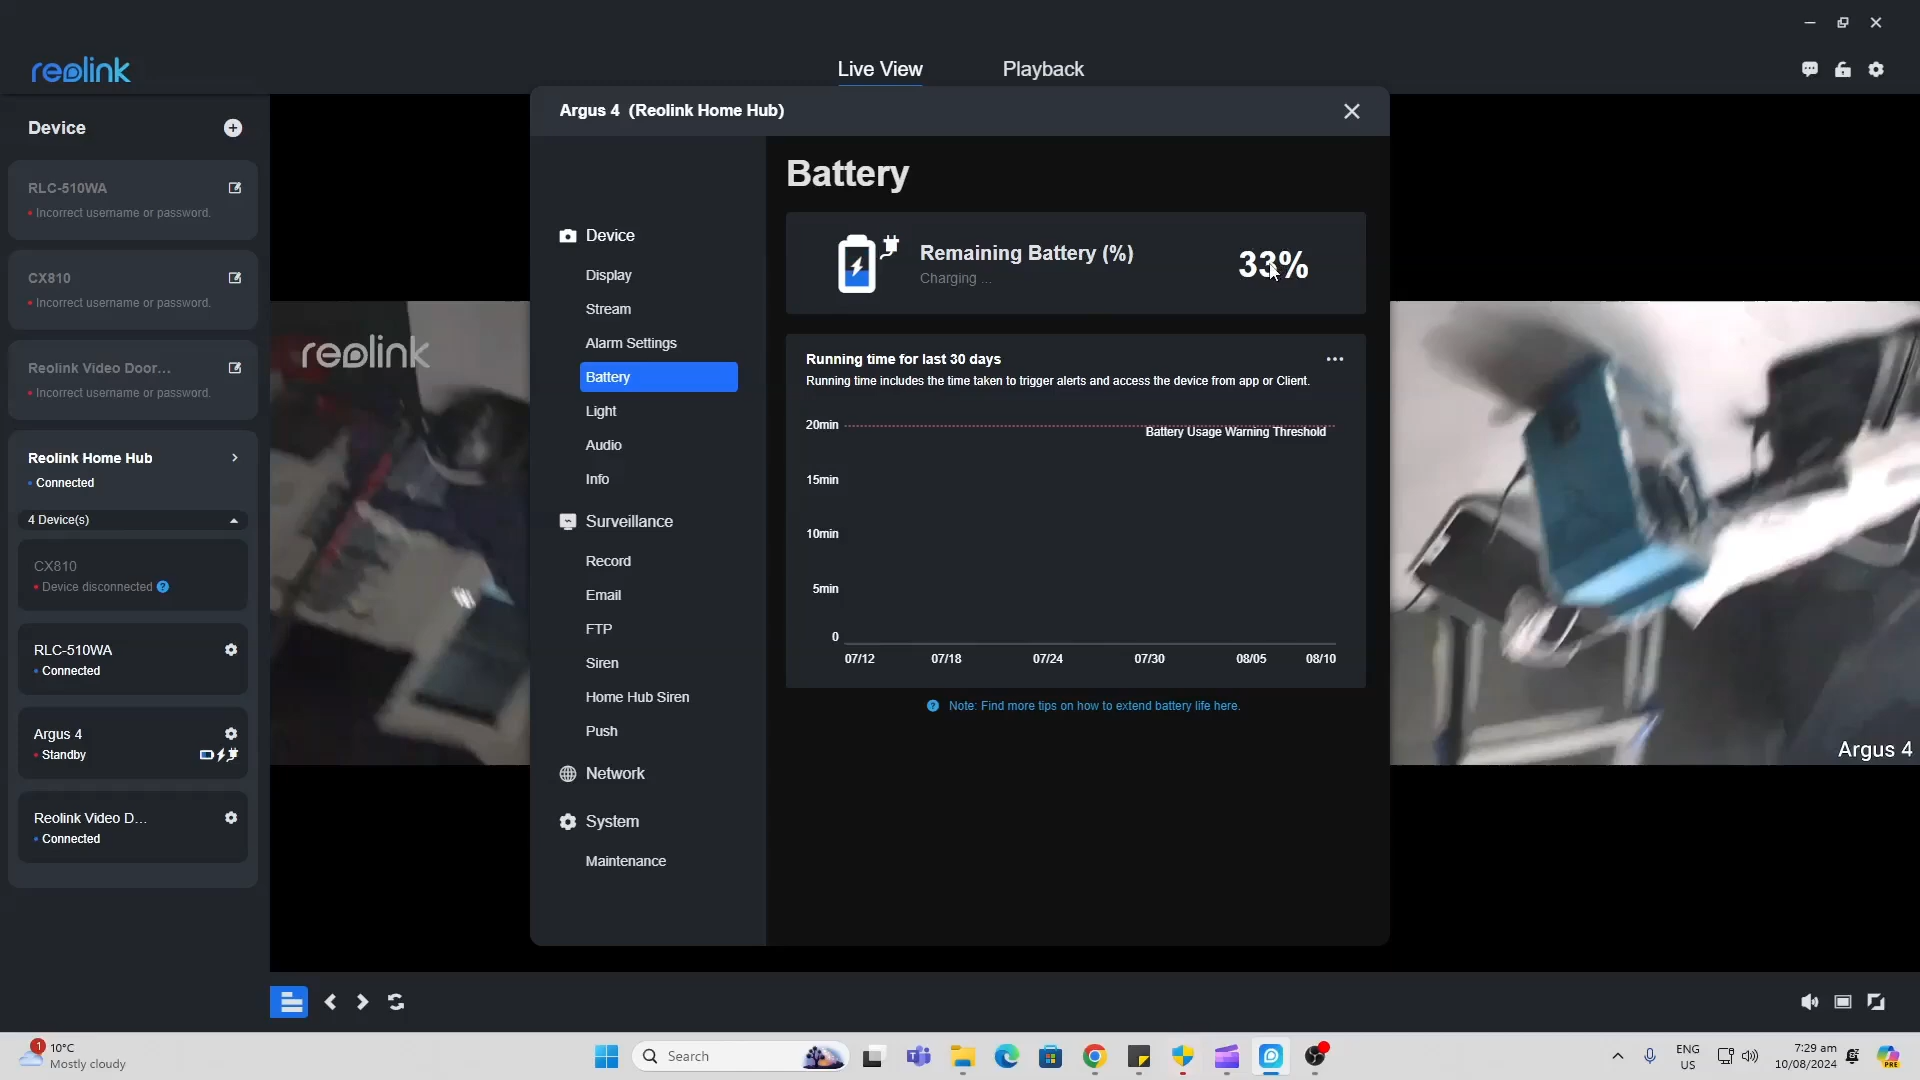 reolink
Live View
Playback
Device
RLC-510WA
Incorrect username or password.
CX810
Incorrect username or password.
Reolink Video Door...
Incorrect username or password.
Reolink Home Hub
Connected
4 Device(s)
CX810
Device disconnected ?
RLC-510WA
Connected
Argus 4
Standby
Reolink Video D...
Connected
reolink
Argus 4 (Reolink Home Hub)
Device
Display
Stream
Alarm Settings
Battery
Light
Audio
Info
Surveillance
Record
Email
FTP
Siren
Home Hub Siren
Push
Network
System
Maintenance
Battery
Remaining Battery (%)
Charging ...
33%
Running time for last 30 days
Running time includes the time taken to trigger alerts and access the device from app or Client.
20min
Battery Usage Warning Threshold
15min
10min
5min
0
07/12 07/18 07/24 07/30 08/05 08/10
? Note: Find more tips on how to extend battery life here.
Argus 4
1
10°C
Mostly cloudy
Search
ENG
US
7:29 am
10/08/2024
PRE